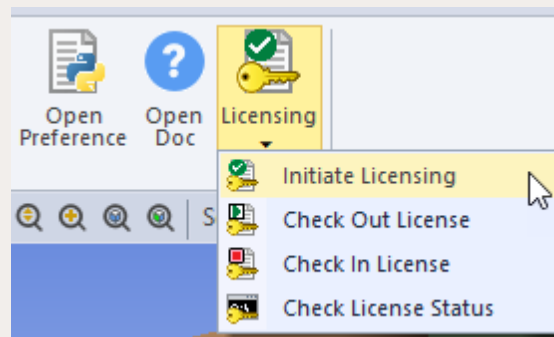 Open
Preference
Open
Doc
Licensing
Initiate Licensing
Check Out License
Check In License
Check License Status
S